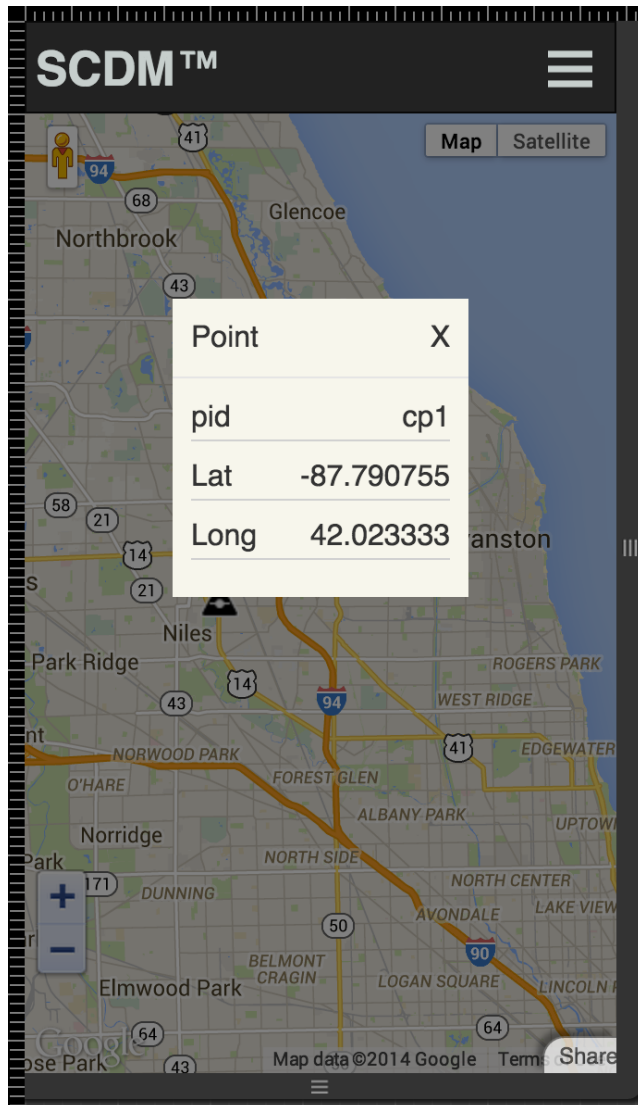 SCDM™
41
Map Satellite
94
68
Glencoe
Northbrook
43
Point X
pid cp1
Lat -87.790755
Long 42.023333
58
21
anston
14
21
Niles
Park Ridge
ROGERS PARK
14
43
94
WEST RIDGE
NORWOOD PARK
41
EDGEWATER
O'HARE
FOREST GLEN
ALBANY PARK
Norridge
UPTOW
Park
NORTH SIDE
171
DUNNING
NORTH CENTER
AVONDALE
LAKE VIEW
50
90
BELMONT
CRAGIN
Elmwood Park
LOGAN SQUARE
LINCOLN
Google
64
64
ose Park
43
Map data ©2014 Google
Terms
Share